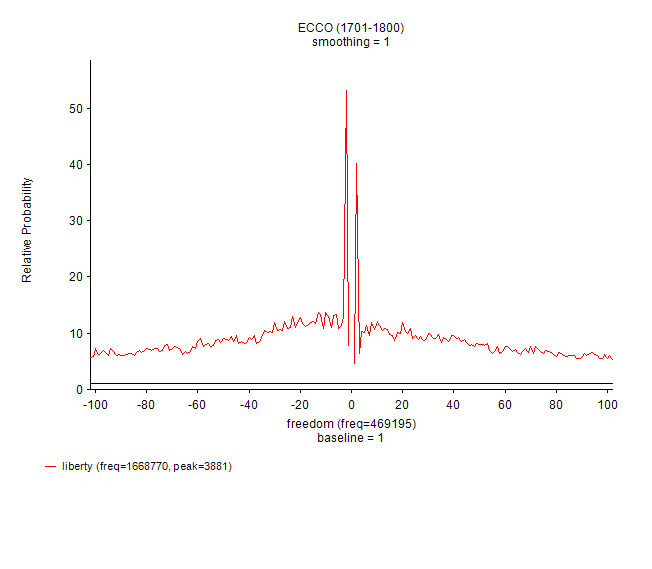 ECCO (1701-1800)
smoothing = 1
Relative Probability
50
40
30
20
10
0
-100 -80 -60 -40 -20 0 20 40 60 80 100
freedom (freq=469195)
baseline = 1
liberty (freq=1668770, peak=3881)